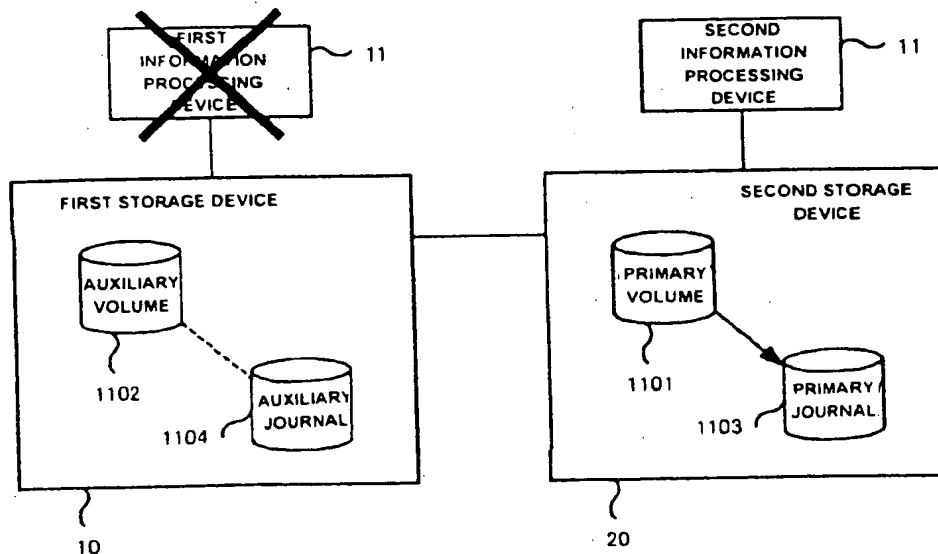 FIRST
INFORMATION
PROCESSING
DEVICE
11
SECOND
INFORMATION
PROCESSING
DEVICE
11
FIRST STORAGE DEVICE
AUXILIARY
VOLUME
1102
AUXILIARY
JOURNAL
1104
10
SECOND STORAGE
DEVICE
PRIMARY
VOLUME
1101
PRIMARY
JOURNAL
1103
20